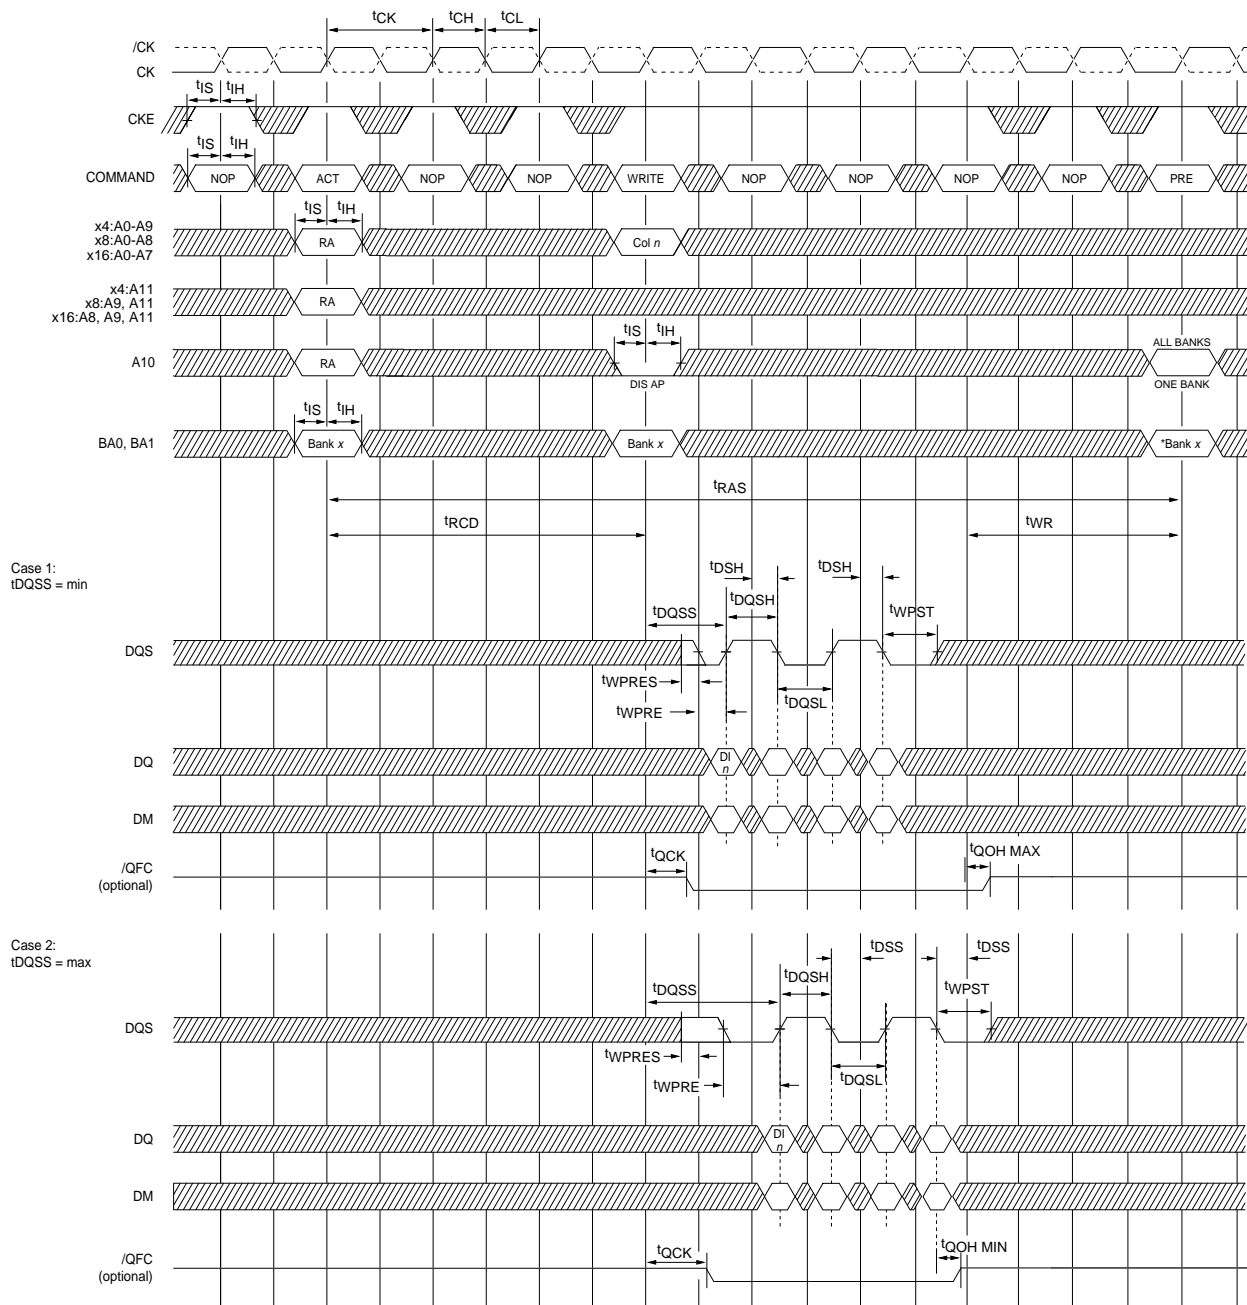 tCK tCH tCL
/CK
CK
tIS tIH
CKE
tIS tIH
COMMAND NOP ACT NOP NOP WRITE NOP NOP NOP NOP PRE
tIS tIH
x4:A0-A9
x8:A0-A8
x16:A0-A7
RA Col n
x4:A11
x8:A9, A11
x16:A8, A9, A11
RA
tIS tIH
ALL BANKS
A10 RA
DIS AP ONE BANK
tIS tIH
BA0, BA1 Bank x Bank x *Bank x
tRAS
tRCD tWR
Case 1:
tDQSS = min
tDSH tDSH
tDQSS tDQSH tWPST
DQS
tWPRES
tDQSL
tWPRE
DQ DI
n
DM
tQCK tQOH MAX
/QFC
(optional)
Case 2:
tDQSS = max
tDSS tDSS
tDQSS tDQSH tWPST
DQS
tWPRES
tWPRE tDQSL
DQ DI
n
DM
tQCK tQOH MIN
/QFC
(optional)